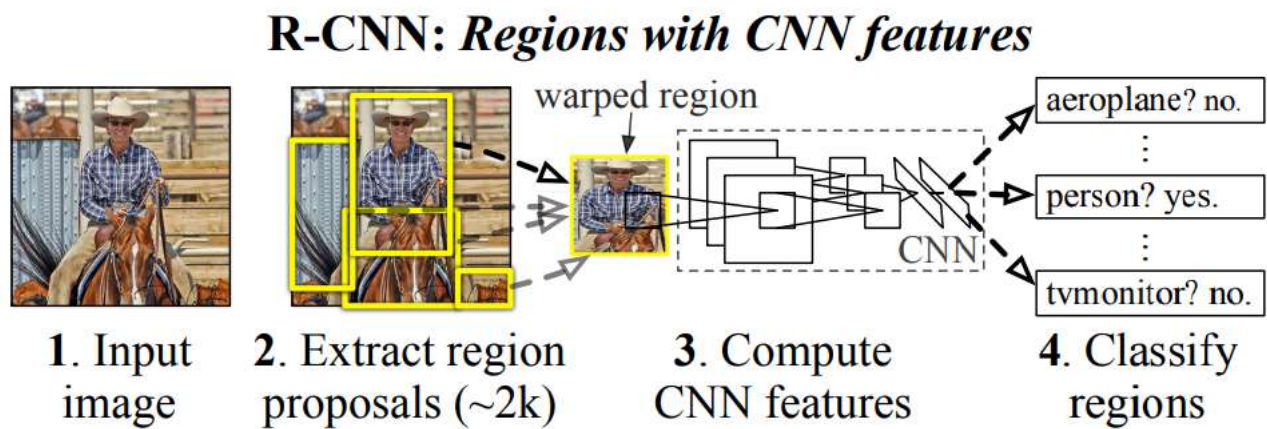 R-CNN: Regions with CNN features
warped region
aeroplane? no.
person? yes.
CNN
tvmonitor? no.
1. Input
image
2. Extract region
proposals (~2k)
3. Compute
CNN features
4. Classify
regions